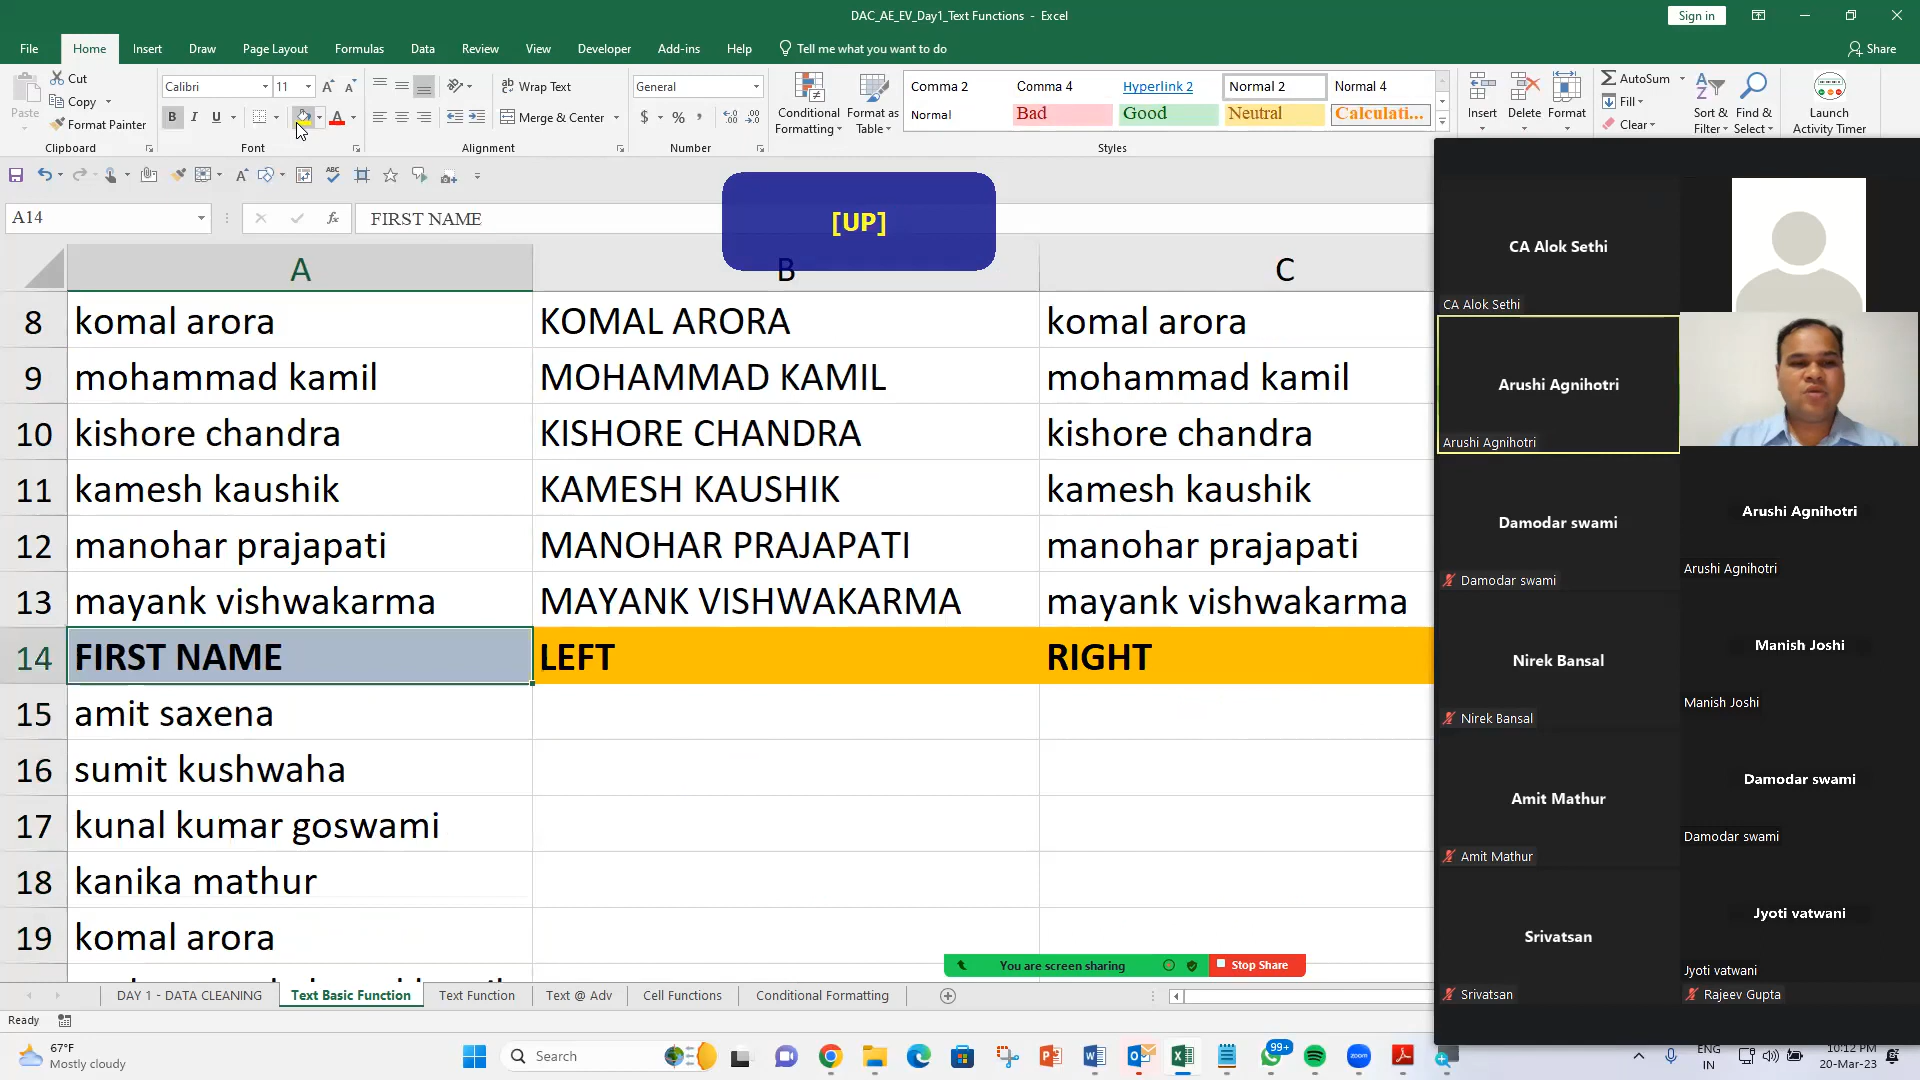 DAC_AE_EV_Day1_Text Functions - Excel
Sign in
File Home Insert Draw Page Layout Formulas Data Review View Developer Add-ins Help Tell me what you want to do
Share
Paste
Cut
Copy
Format Painter
Clipboard
Calibri 11
B I U
Font
Wrap Text
Merge & Center
Alignment
General
$ % ,
Number
Conditional Formatting
Format as Table
Comma 2 Comma 4 Hyperlink 2 Normal 2 Normal 4
Normal Bad Good Neutral Calculati...
Styles
Insert Delete Format
AutoSum
Fill
Clear
Sort & Filter
Find & Select
Launch Activity Timer
A14
fx
FIRST NAME
[UP]
A B C
8 komal arora KOMAL ARORA komal arora
9 mohammad kamil MOHAMMAD KAMIL mohammad kamil
10 kishore chandra KISHORE CHANDRA kishore chandra
11 kamesh kaushik KAMESH KAUSHIK kamesh kaushik
12 manohar prajapati MANOHAR PRAJAPATI manohar prajapati
13 mayank vishwakarma MAYANK VISHWAKARMA mayank vishwakarma
14 FIRST NAME LEFT RIGHT
15 amit saxena
16 sumit kushwaha
17 kunal kumar goswami
18 kanika mathur
19 komal arora
You are screen sharing
Stop Share
CA Alok Sethi
CA Alok Sethi
Arushi Agnihotri
Arushi Agnihotri
Damodar swami
Damodar swami
Arushi Agnihotri
Arushi Agnihotri
Nirek Bansal
Nirek Bansal
Manish Joshi
Manish Joshi
Amit Mathur
Amit Mathur
Damodar swami
Damodar swami
Srivatsan
Srivatsan
Jyoti vatwani
Jyoti vatwani
Rajeev Gupta
DAY 1 - DATA CLEANING Text Basic Function Text Function Text @ Adv Cell Functions Conditional Formatting
Ready
67°F
Mostly cloudy
Search
99+
zoom
ENG
IN
10:12 PM
20-Mar-23